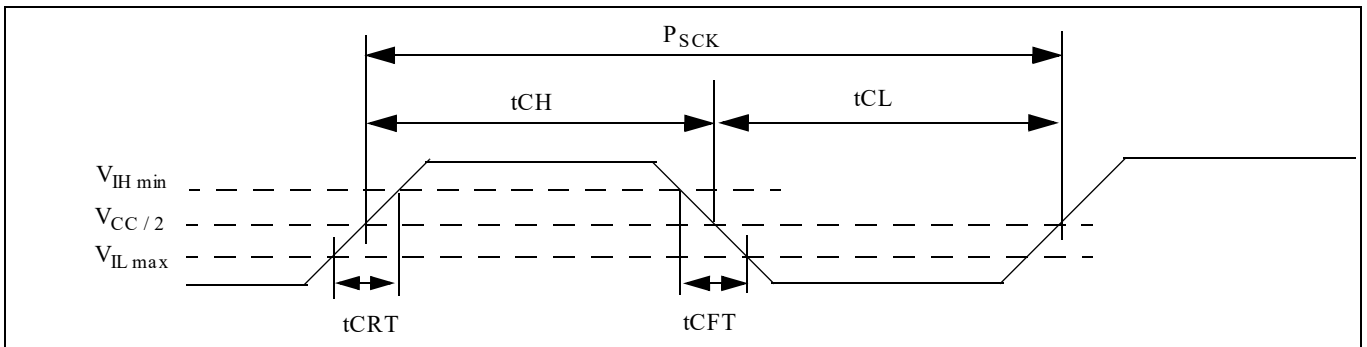 PSCK
tCH
tCL
VIH min
VCC / 2
VIL max
tCRT
tCFT